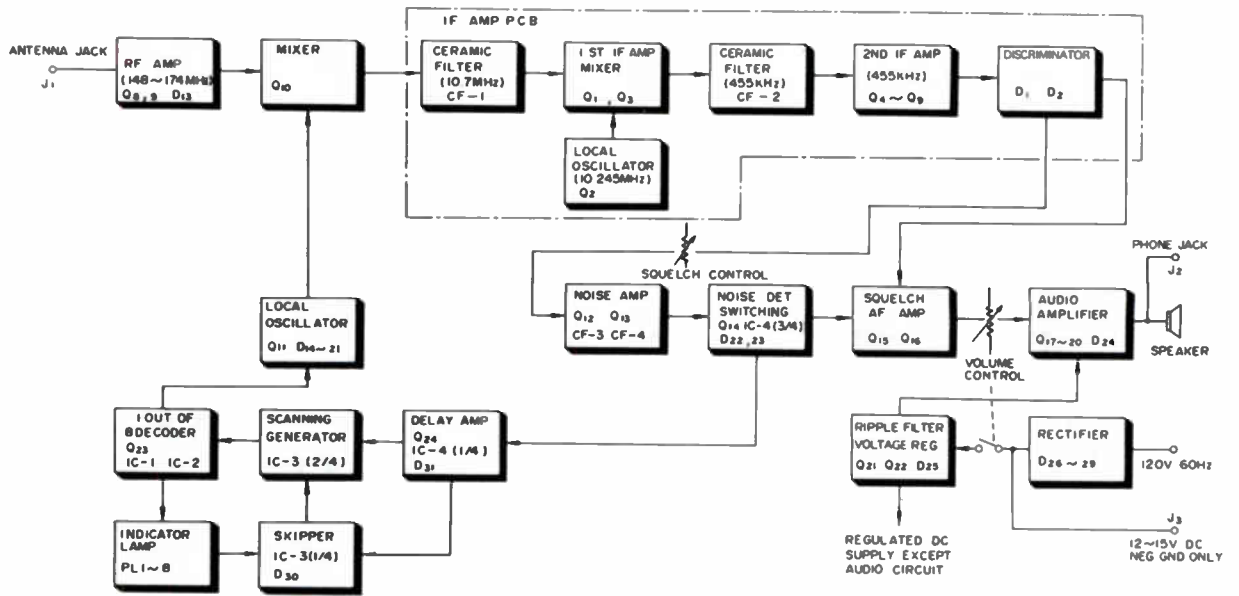 IF AMP PCB
ANTENNA JACK
J1
RF AMP
(148~174MHz)
Q8,9 D13
MIXER
Q10
CERAMIC
FILTER
(10.7MHz)
CF-1
1ST IF AMP
MIXER
Q1, Q3
CERAMIC
FILTER
(455KHz)
CF-2
2ND IF AMP
(455KHz)
Q4~Q9
DISCRIMINATOR
D1 D2
LOCAL
OSCILLATOR
(10.245MHz)
Q2
SQUELCH CONTROL
NOISE AMP
Q12 Q13
CF-3 CF-4
NOISE DET
SWITCHING
Q14 IC-4(3/4)
D22,23
SQUELCH
AF AMP
Q15 Q16
VOLUME
CONTROL
AUDIO
AMPLIFIER
Q17~20 D24
PHONE JACK
J2
SPEAKER
LOCAL
OSCILLATOR
Q11 D14~21
1 OUT OF
8 DECODER
Q23
IC-1 IC-2
SCANNING
GENERATOR
IC-3 (2/4)
DELAY AMP
Q24
IC-4 (1/4)
D31
RIPPLE FILTER
VOLTAGE REG
Q21 Q22 D25
RECTIFIER
D26~29
120V 60Hz
INDICATOR
LAMP
PL1~8
SKIPPER
IC-3(1/4)
D30
REGULATED DC
SUPPLY EXCEPT
AUDIO CIRCUIT
J3
12~15V DC
NEG GND ONLY